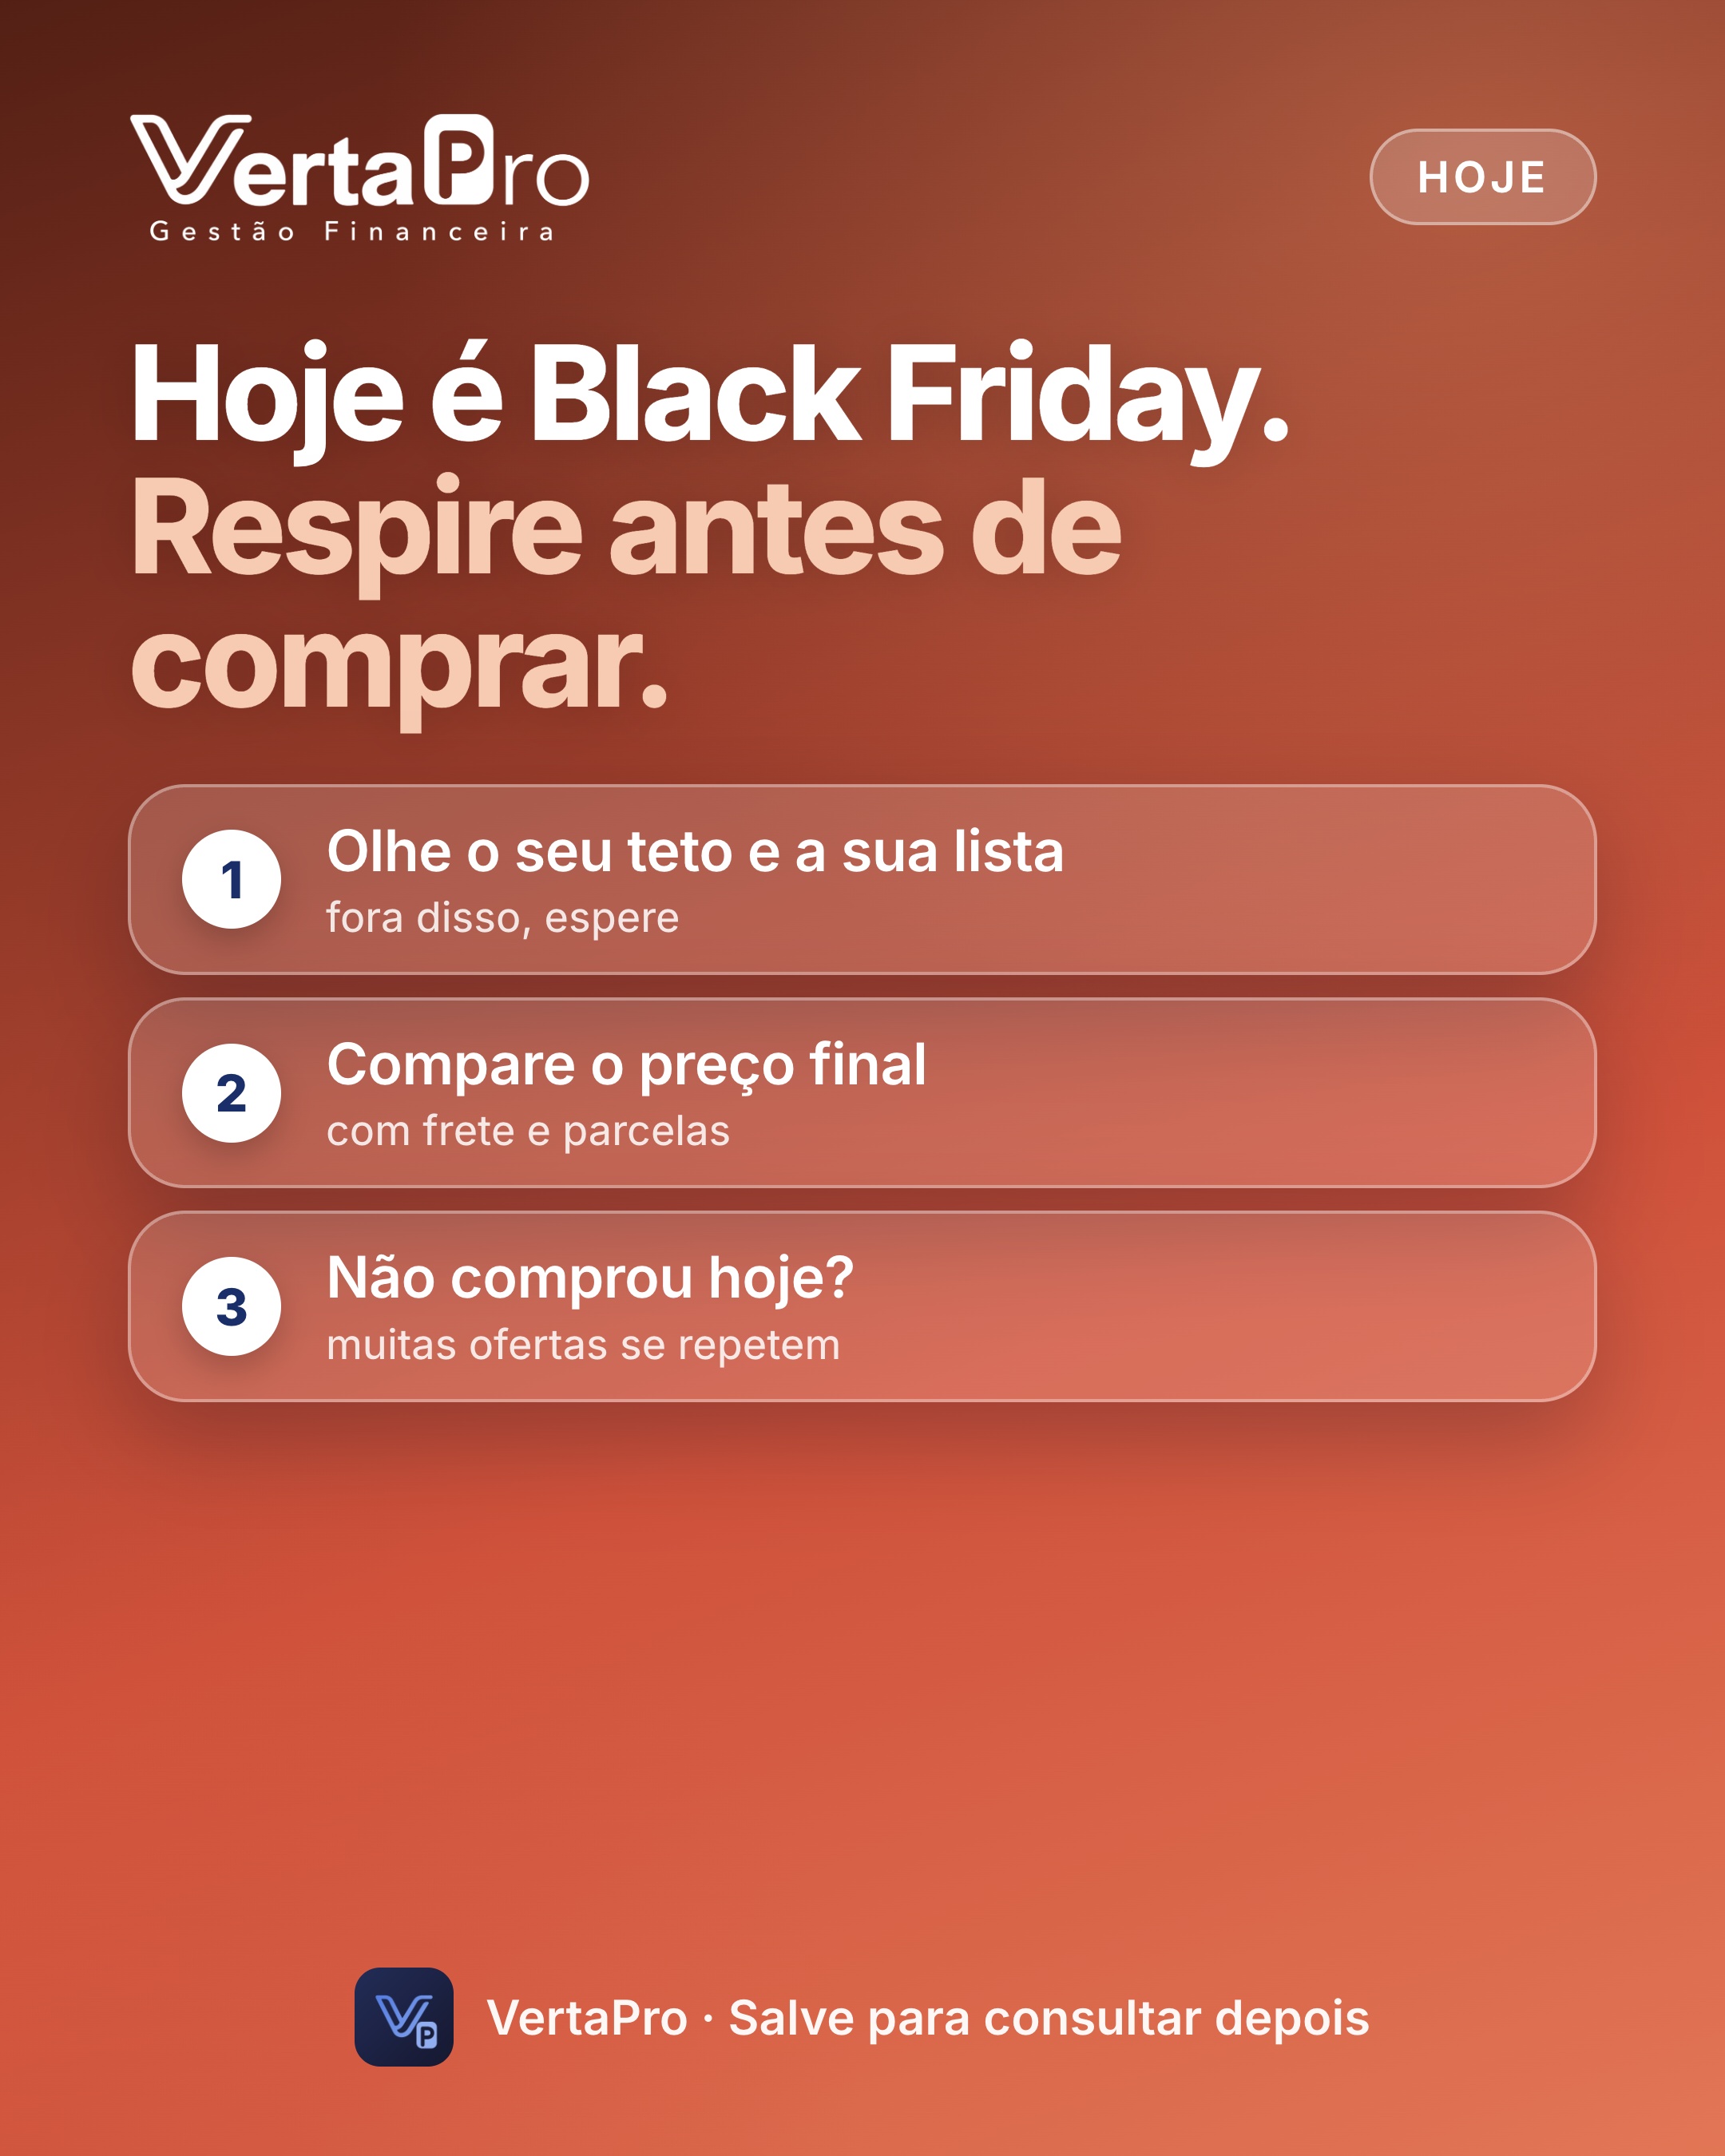 VertaPro
Gestão Financeira
HOJE
Hoje é Black Friday.
Respire antes de
comprar.
1
Olhe o seu teto e a sua lista
fora disso, espere
2
Compare o preço final
com frete e parcelas
3
Não comprou hoje?
muitas ofertas se repetem
VP
VertaPro · Salve para consultar depois